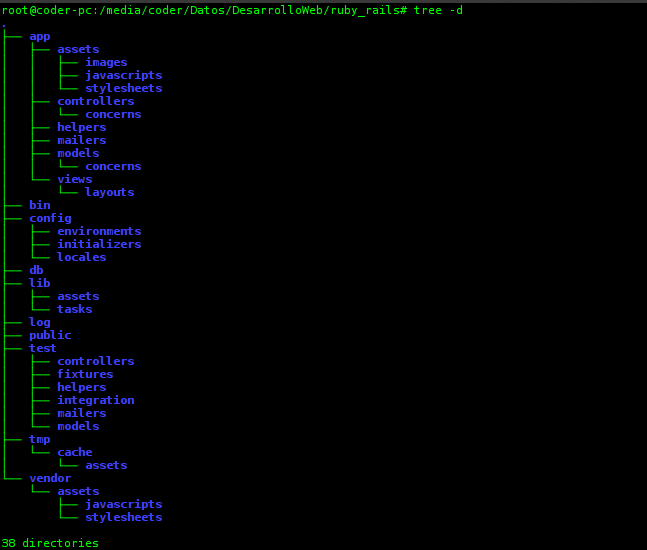 root@coder-pc:/media/coder/Datos/DesarrolloWeb/ruby_rails# tree -d
.
├── app
│   ├── assets
│   │   ├── images
│   │   ├── javascripts
│   │   └── stylesheets
│   ├── controllers
│   │   └── concerns
│   ├── helpers
│   ├── mailers
│   ├── models
│   │   └── concerns
│   └── views
│       └── layouts
├── bin
├── config
│   ├── environments
│   ├── initializers
│   └── locales
├── db
├── lib
│   ├── assets
│   └── tasks
├── log
├── public
├── test
│   ├── controllers
│   ├── fixtures
│   ├── helpers
│   ├── integration
│   ├── mailers
│   └── models
├── tmp
│   └── cache
│       └── assets
└── vendor
    └── assets
        ├── javascripts
        └── stylesheets
38 directories